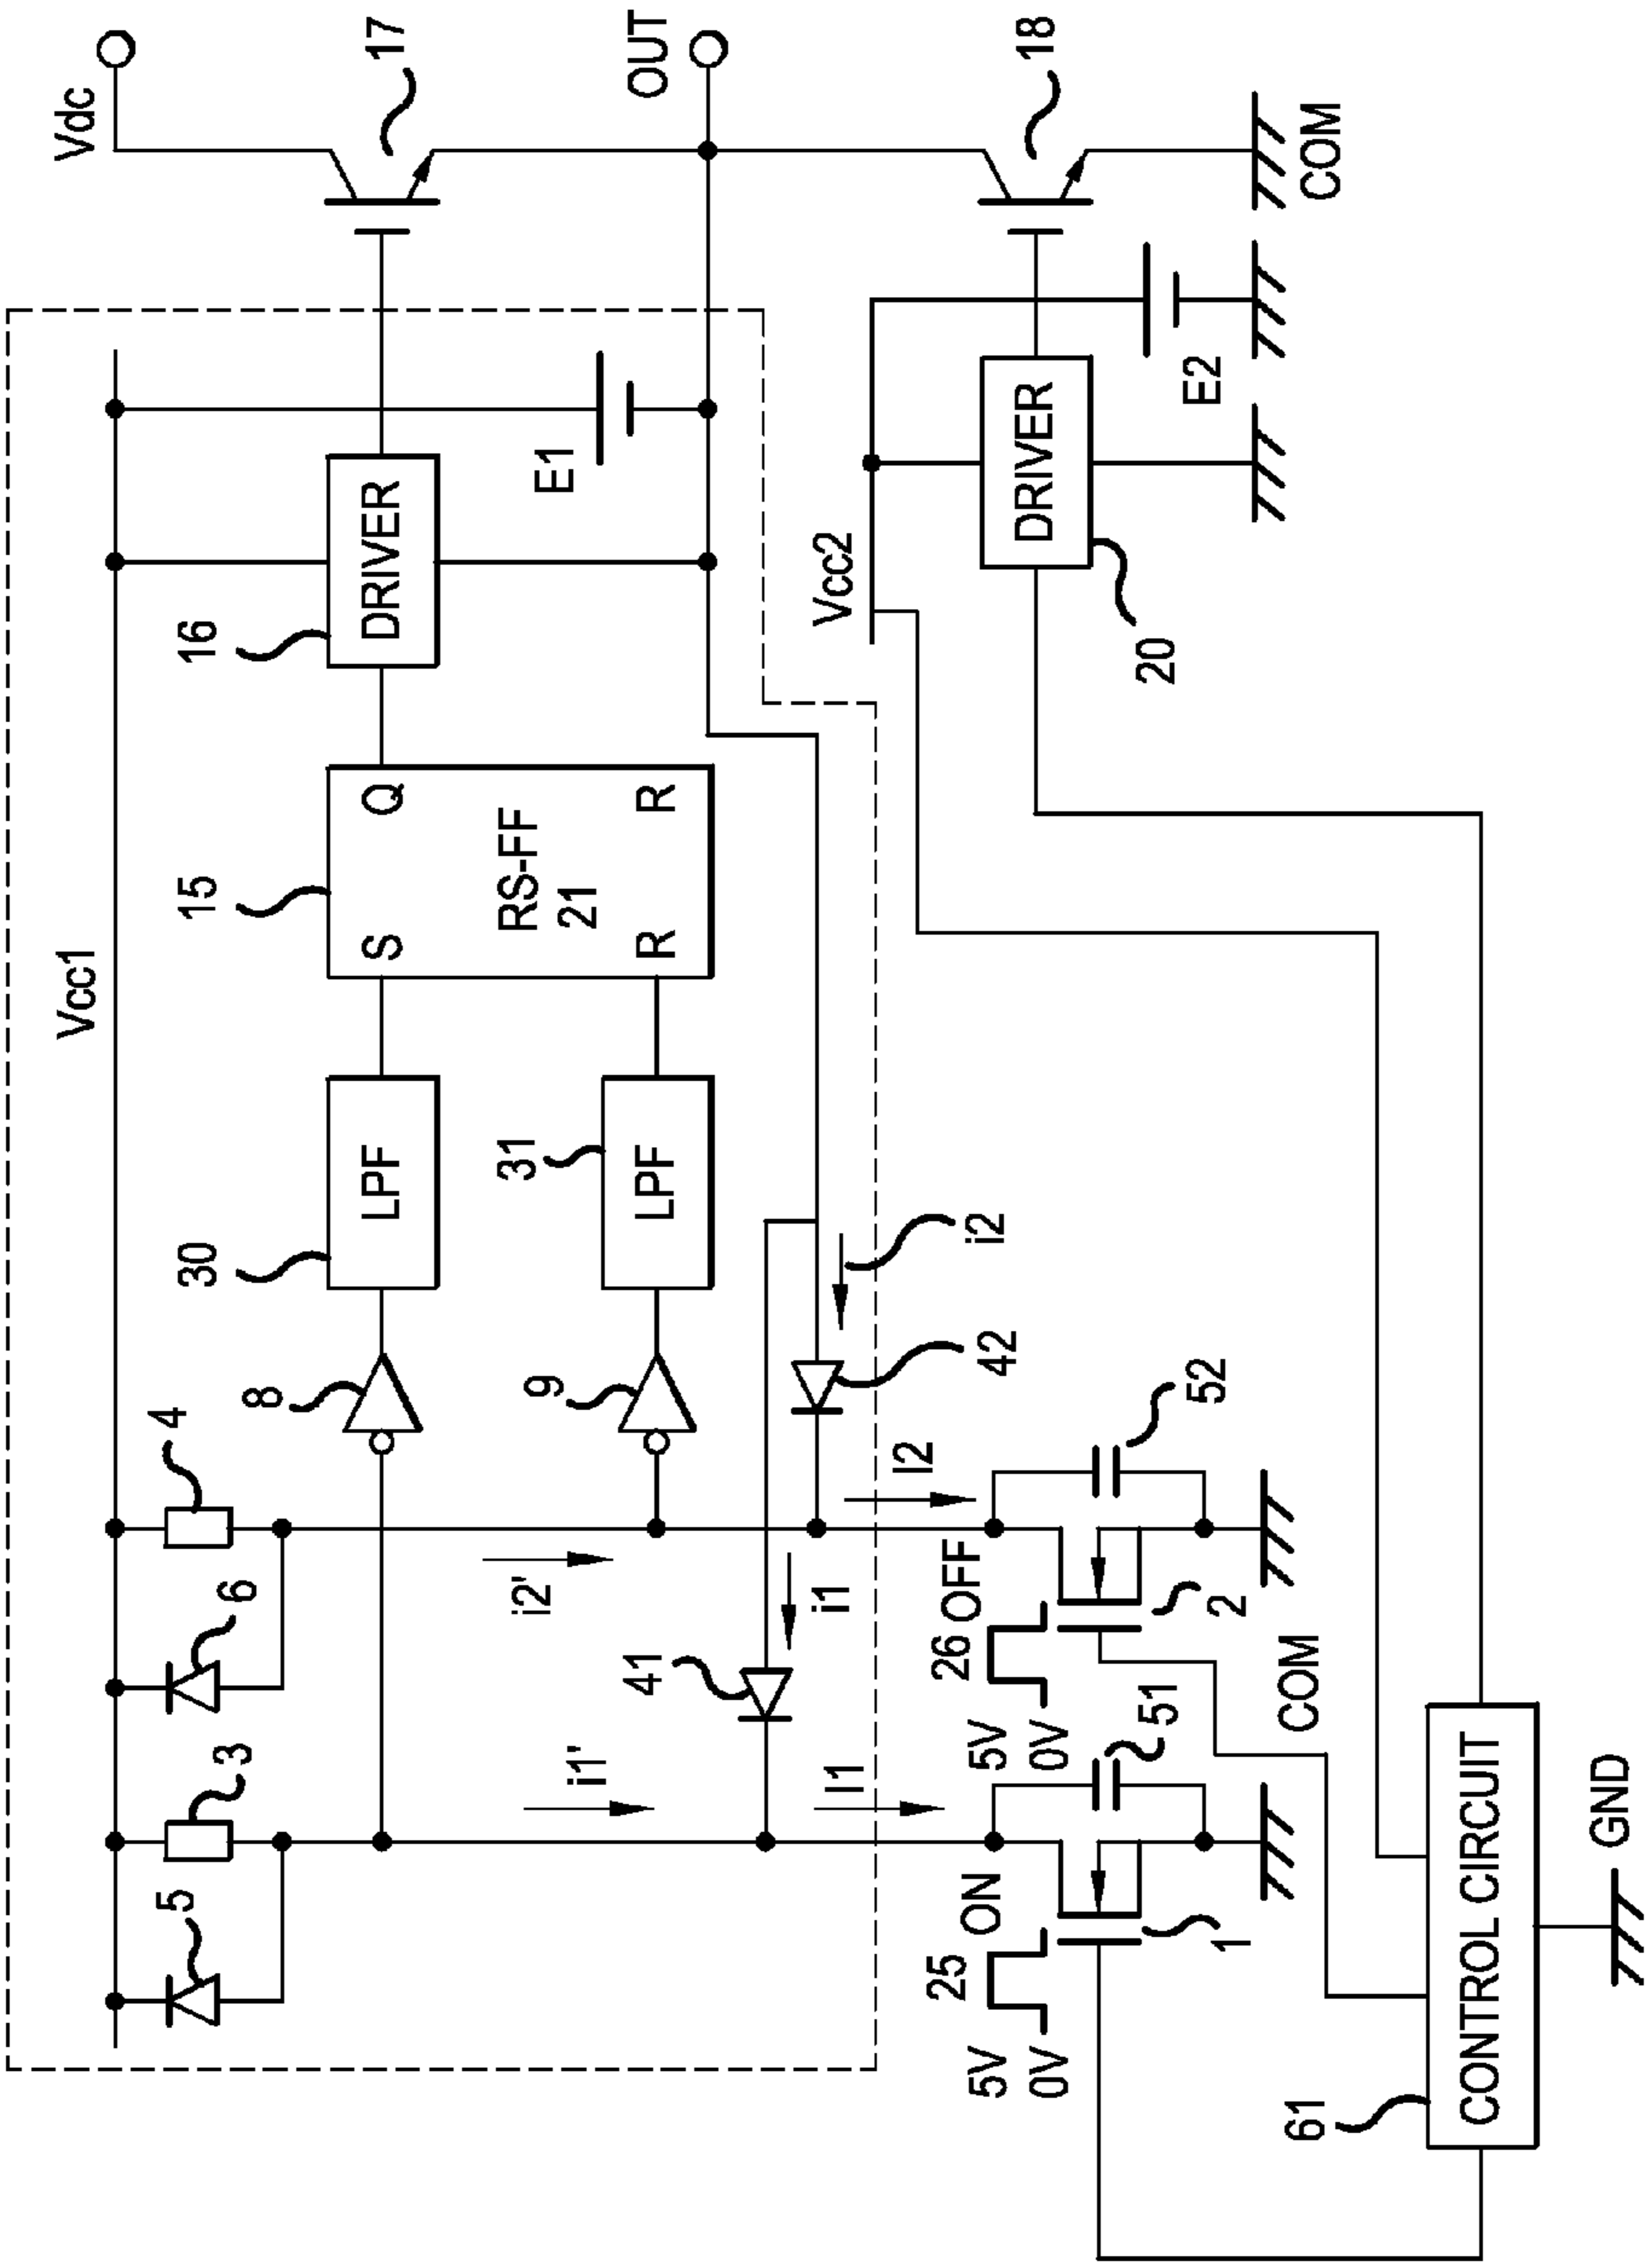 Vdc
17
OUT
18
COM
Vcc1
16
DRIVER
E1
Vcc2
DRIVER
20
E2
15
S
Q
RS-FF
21
R
R
30
LPF
31
LPF
8
9
4
6
3
5
i2
42
41
i1
i2'
i1'
I2
I1
52
51
26
OFF
5V
0V
2
25
ON
5V
0V
1
COM
61
CONTROL CIRCUIT
GND